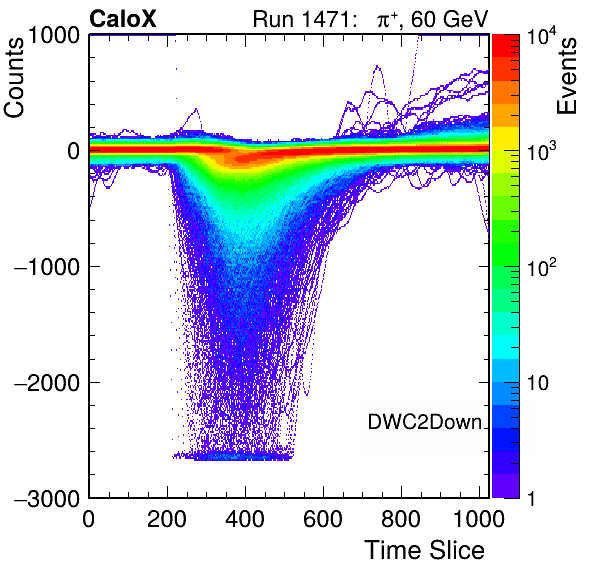 CaloX Run 1471: π⁺, 60 GeV
Counts
1000
0
−1000
−2000
−3000
0 200 400 600 800 1000
Time Slice
DWC2Down
Events
10⁴
10³
10²
10
1